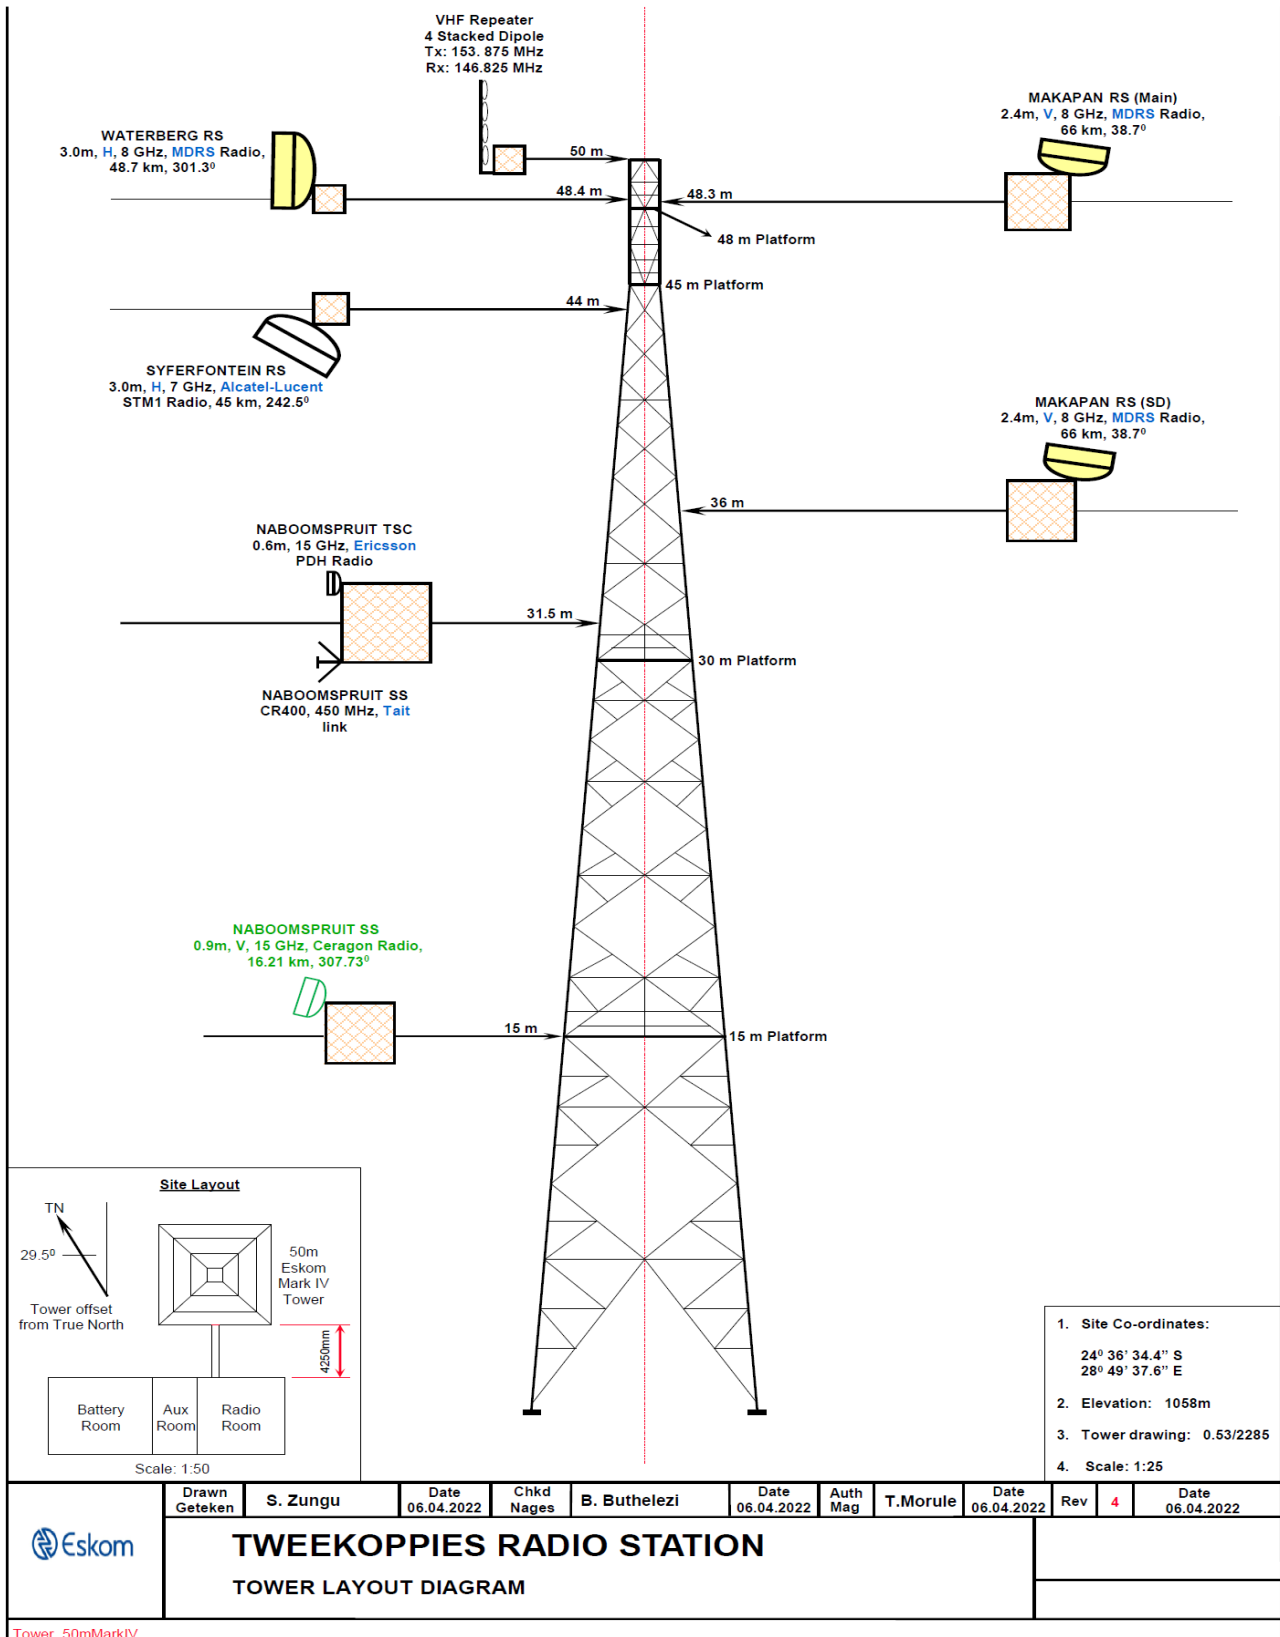 VHF Repeater
4 Stacked Dipole
Tx: 153. 875 MHz
Rx: 146.825 MHz
WATERBERG RS
3.0m, H, 8 GHz, MDRS Radio,
48.7 km, 301.3⁰
MAKAPAN RS (Main)
2.4m, V, 8 GHz, MDRS Radio,
66 km, 38.7⁰
50 m
48.4 m
48.3 m
48 m Platform
45 m Platform
44 m
SYFERFONTEIN RS
3.0m, H, 7 GHz, Alcatel-Lucent
STM1 Radio, 45 km, 242.5⁰
MAKAPAN RS (SD)
2.4m, V, 8 GHz, MDRS Radio,
66 km, 38.7⁰
36 m
NABOOMSPRUIT TSC
0.6m, 15 GHz, Ericsson
PDH Radio
31.5 m
30 m Platform
NABOOMSPRUIT SS
CR400, 450 MHz, Tait
link
NABOOMSPRUIT SS
0.9m, V, 15 GHz, Ceragon Radio,
16.21 km, 307.73⁰
15 m
15 m Platform
Site Layout
TN
29.5⁰
Tower offset
from True North
50m
Eskom
Mark IV
Tower
4250mm
Battery
Room
Aux
Room
Radio
Room
Scale: 1:50
1. Site Co-ordinates:
24⁰ 36’ 34.4” S
28⁰ 49’ 37.6” E
2. Elevation: 1058m
3. Tower drawing: 0.53/2285
4. Scale: 1:25
Drawn
Geteken
S. Zungu
Date
06.04.2022
Chkd
Nages
B. Buthelezi
Date
06.04.2022
Auth
Mag
T.Morule
Date
06.04.2022
Rev
4
Date
06.04.2022
Eskom
TWEEKOPPIES RADIO STATION
TOWER LAYOUT DIAGRAM
Tower_50mMarkIV